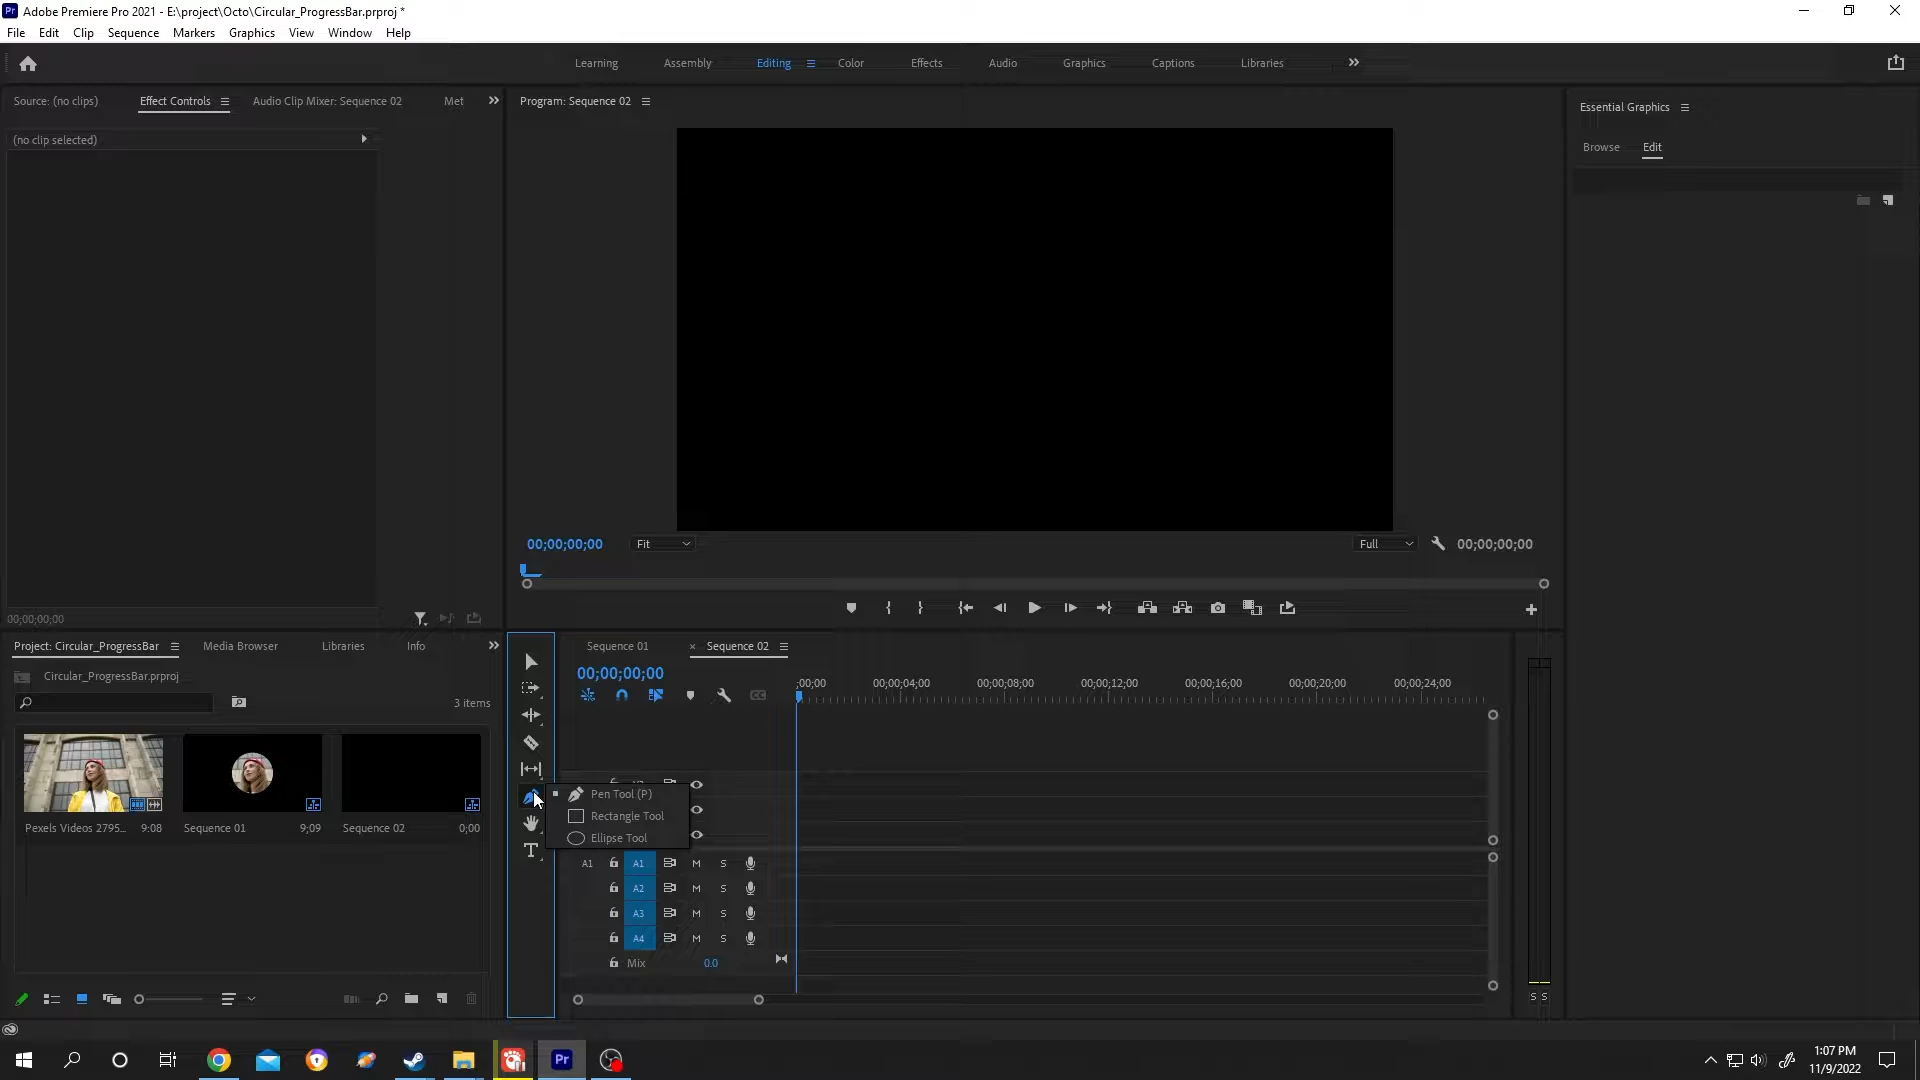 Pr Adobe Premiere Pro 2021 - E:\project\Octo\Circular_ProgressBar.prproj *
File Edit Clip Sequence Markers Graphics View Window Help
Learning Assembly Editing Color Effects Audio Graphics Captions Libraries
Source: (no clips) Effect Controls Audio Clip Mixer: Sequence 02 Met
Program: Sequence 02
Essential Graphics
(no clip selected)
Browse Edit
00;00;00;00 Fit Full 00;00;00;00
00;00;00;00
Project: Circular_ProgressBar Media Browser Libraries Info
Sequence 01 × Sequence 02
Circular_ProgressBar.prproj
00;00;00;00
;00;00 00;00;04;00 00;00;08;00 00;00;12;00 00;00;16;00 00;00;20;00 00;00;24;00
3 items
Pexels Videos 2795... 9:08 Sequence 01 9;09 Sequence 02 0;00
Pen Tool (P)
Rectangle Tool
Ellipse Tool
T
A1 A1 M S
A2 M S
A3 M S
A4 M S
Mix 0.0
S S
Pr
1:07 PM
11/9/2022